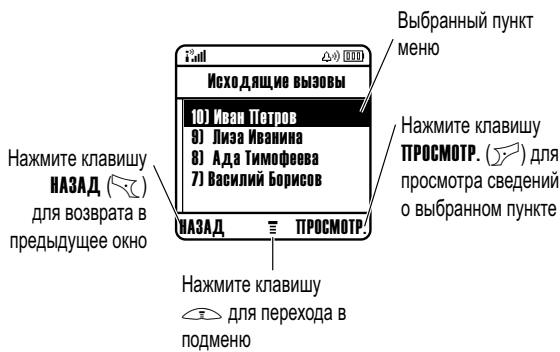 Выбранный пункт
меню
Исходящие вызовы
10) Иван Петров
9) Лиза Иванина
8) Ада Тимофеева
7) Василий Борисов
НАЗАД
ПРОСМОТР.
Нажмите клавишу
НАЗАД ( )
для возврата в
предыдущее окно
Нажмите клавишу
ПРОСМОТР. ( ) для
просмотра сведений
о выбранном пункте
Нажмите клавишу
для перехода в
подменю